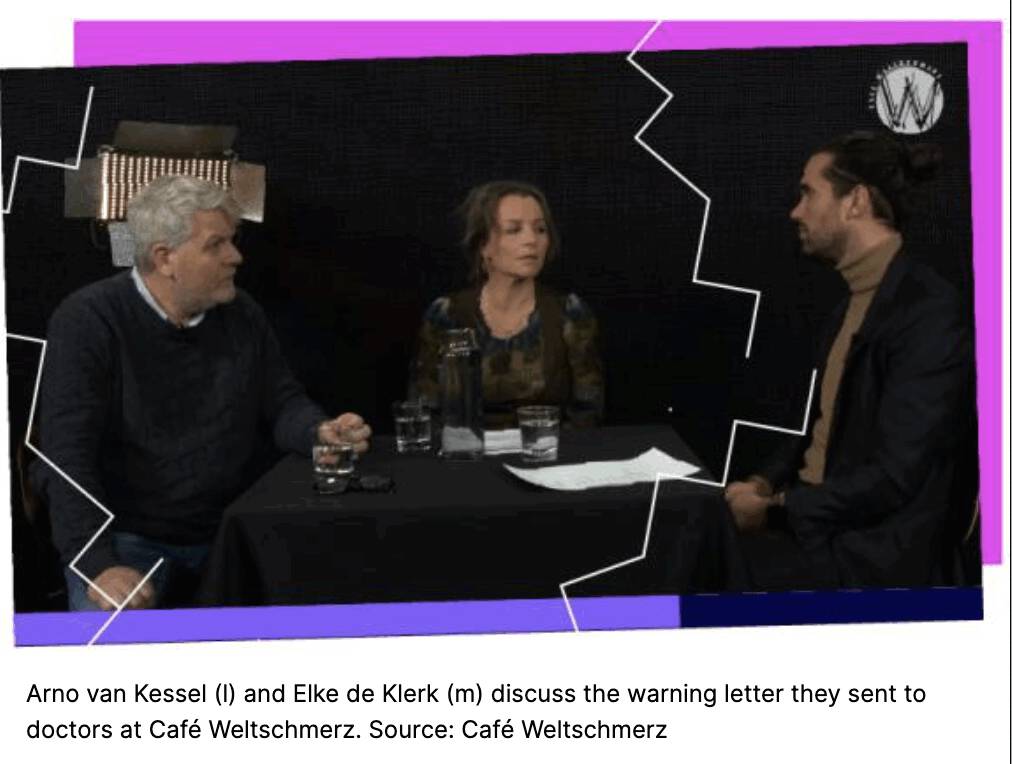 Arno van Kessel (l) and Elke de Klerk (m) discuss the warning letter they sent to
doctors at Café Weltschmerz. Source: Café Weltschmerz